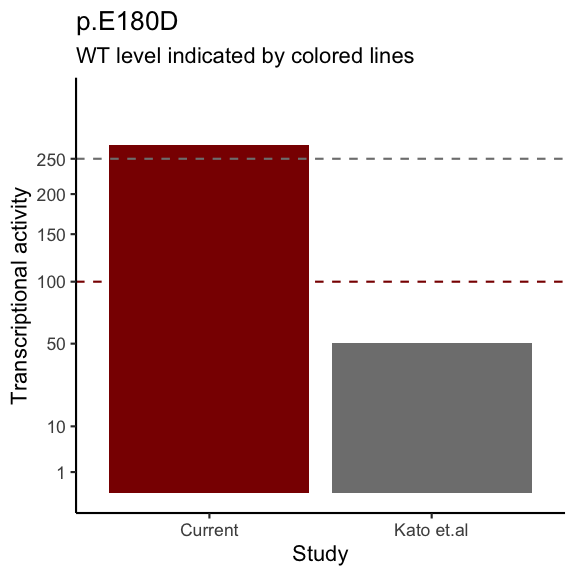 p.E180D
WT level indicated by colored lines
Transcriptional activity
250
200
150
100
50
10
1
Current
Kato et.al
Study